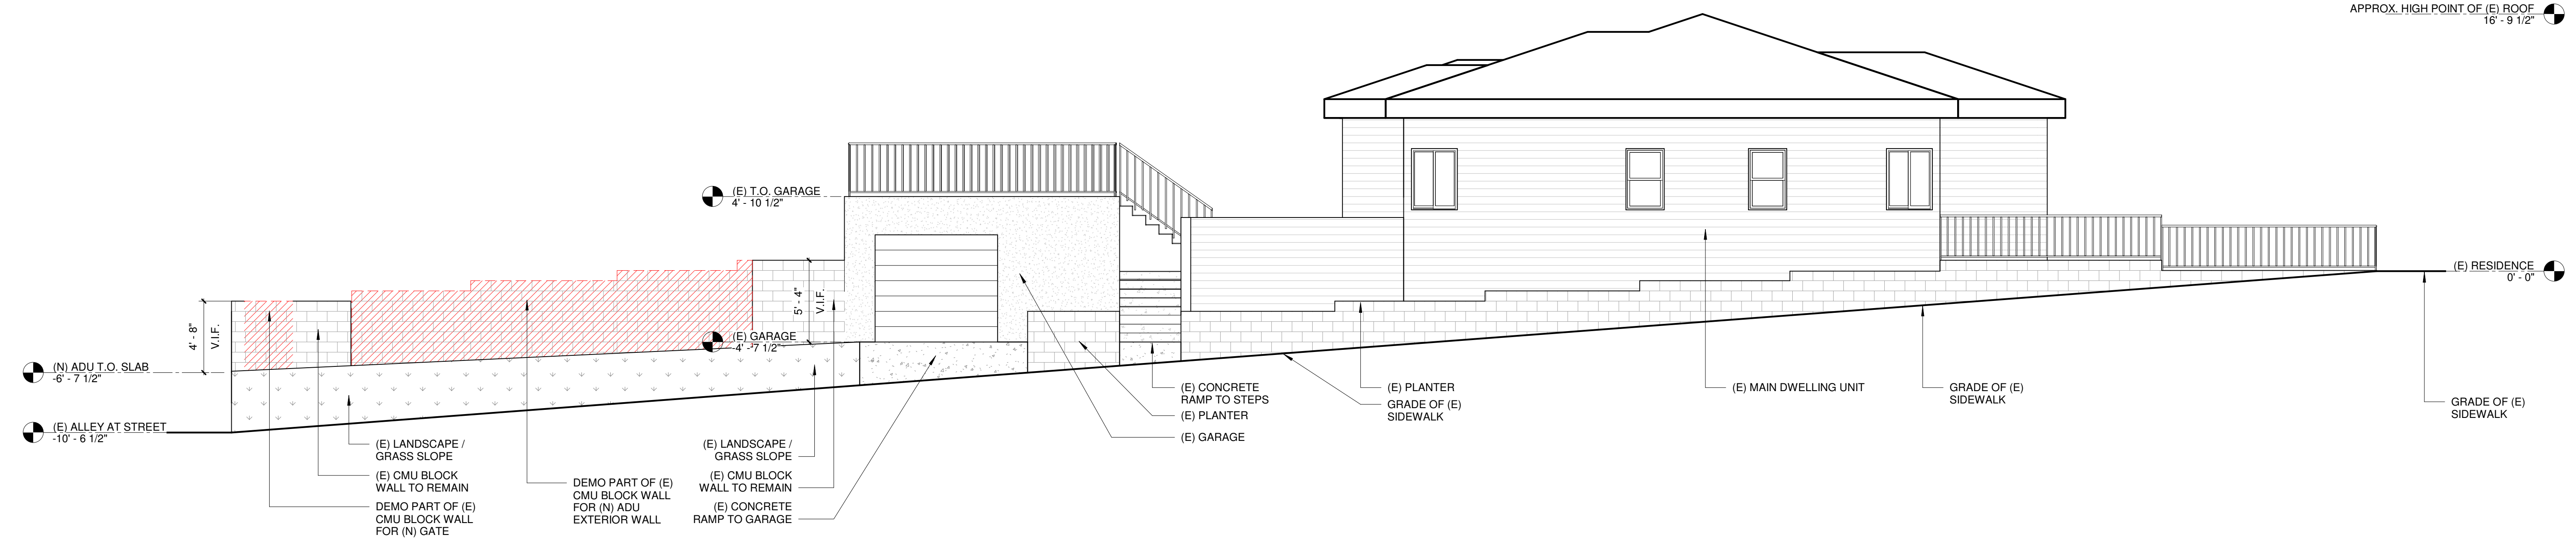 APPROX. HIGH POINT OF (E) ROOF
16' - 9 1/2"
(E) T.O. GARAGE
4' - 10 1/2"
(E) RESIDENCE
0' - 0"
4' - 8"
V.I.F.
5' - 4"
V.I.F.
(E) GARAGE
-4' - 7 1/2"
(N) ADU T.O. SLAB
-6' - 7 1/2"
(E) ALLEY AT STREET
-10' - 6 1/2"
(E) LANDSCAPE /
GRASS SLOPE
(E) CMU BLOCK
WALL TO REMAIN
DEMO PART OF (E)
CMU BLOCK WALL
FOR (N) GATE
DEMO PART OF (E)
CMU BLOCK WALL
FOR (N) ADU
EXTERIOR WALL
(E) LANDSCAPE /
GRASS SLOPE
(E) CMU BLOCK
WALL TO REMAIN
(E) CONCRETE
RAMP TO GARAGE
(E) CONCRETE
RAMP TO STEPS
(E) PLANTER
(E) GARAGE
(E) PLANTER
GRADE OF (E)
SIDEWALK
(E) MAIN DWELLING UNIT
GRADE OF (E)
SIDEWALK
GRADE OF (E)
SIDEWALK